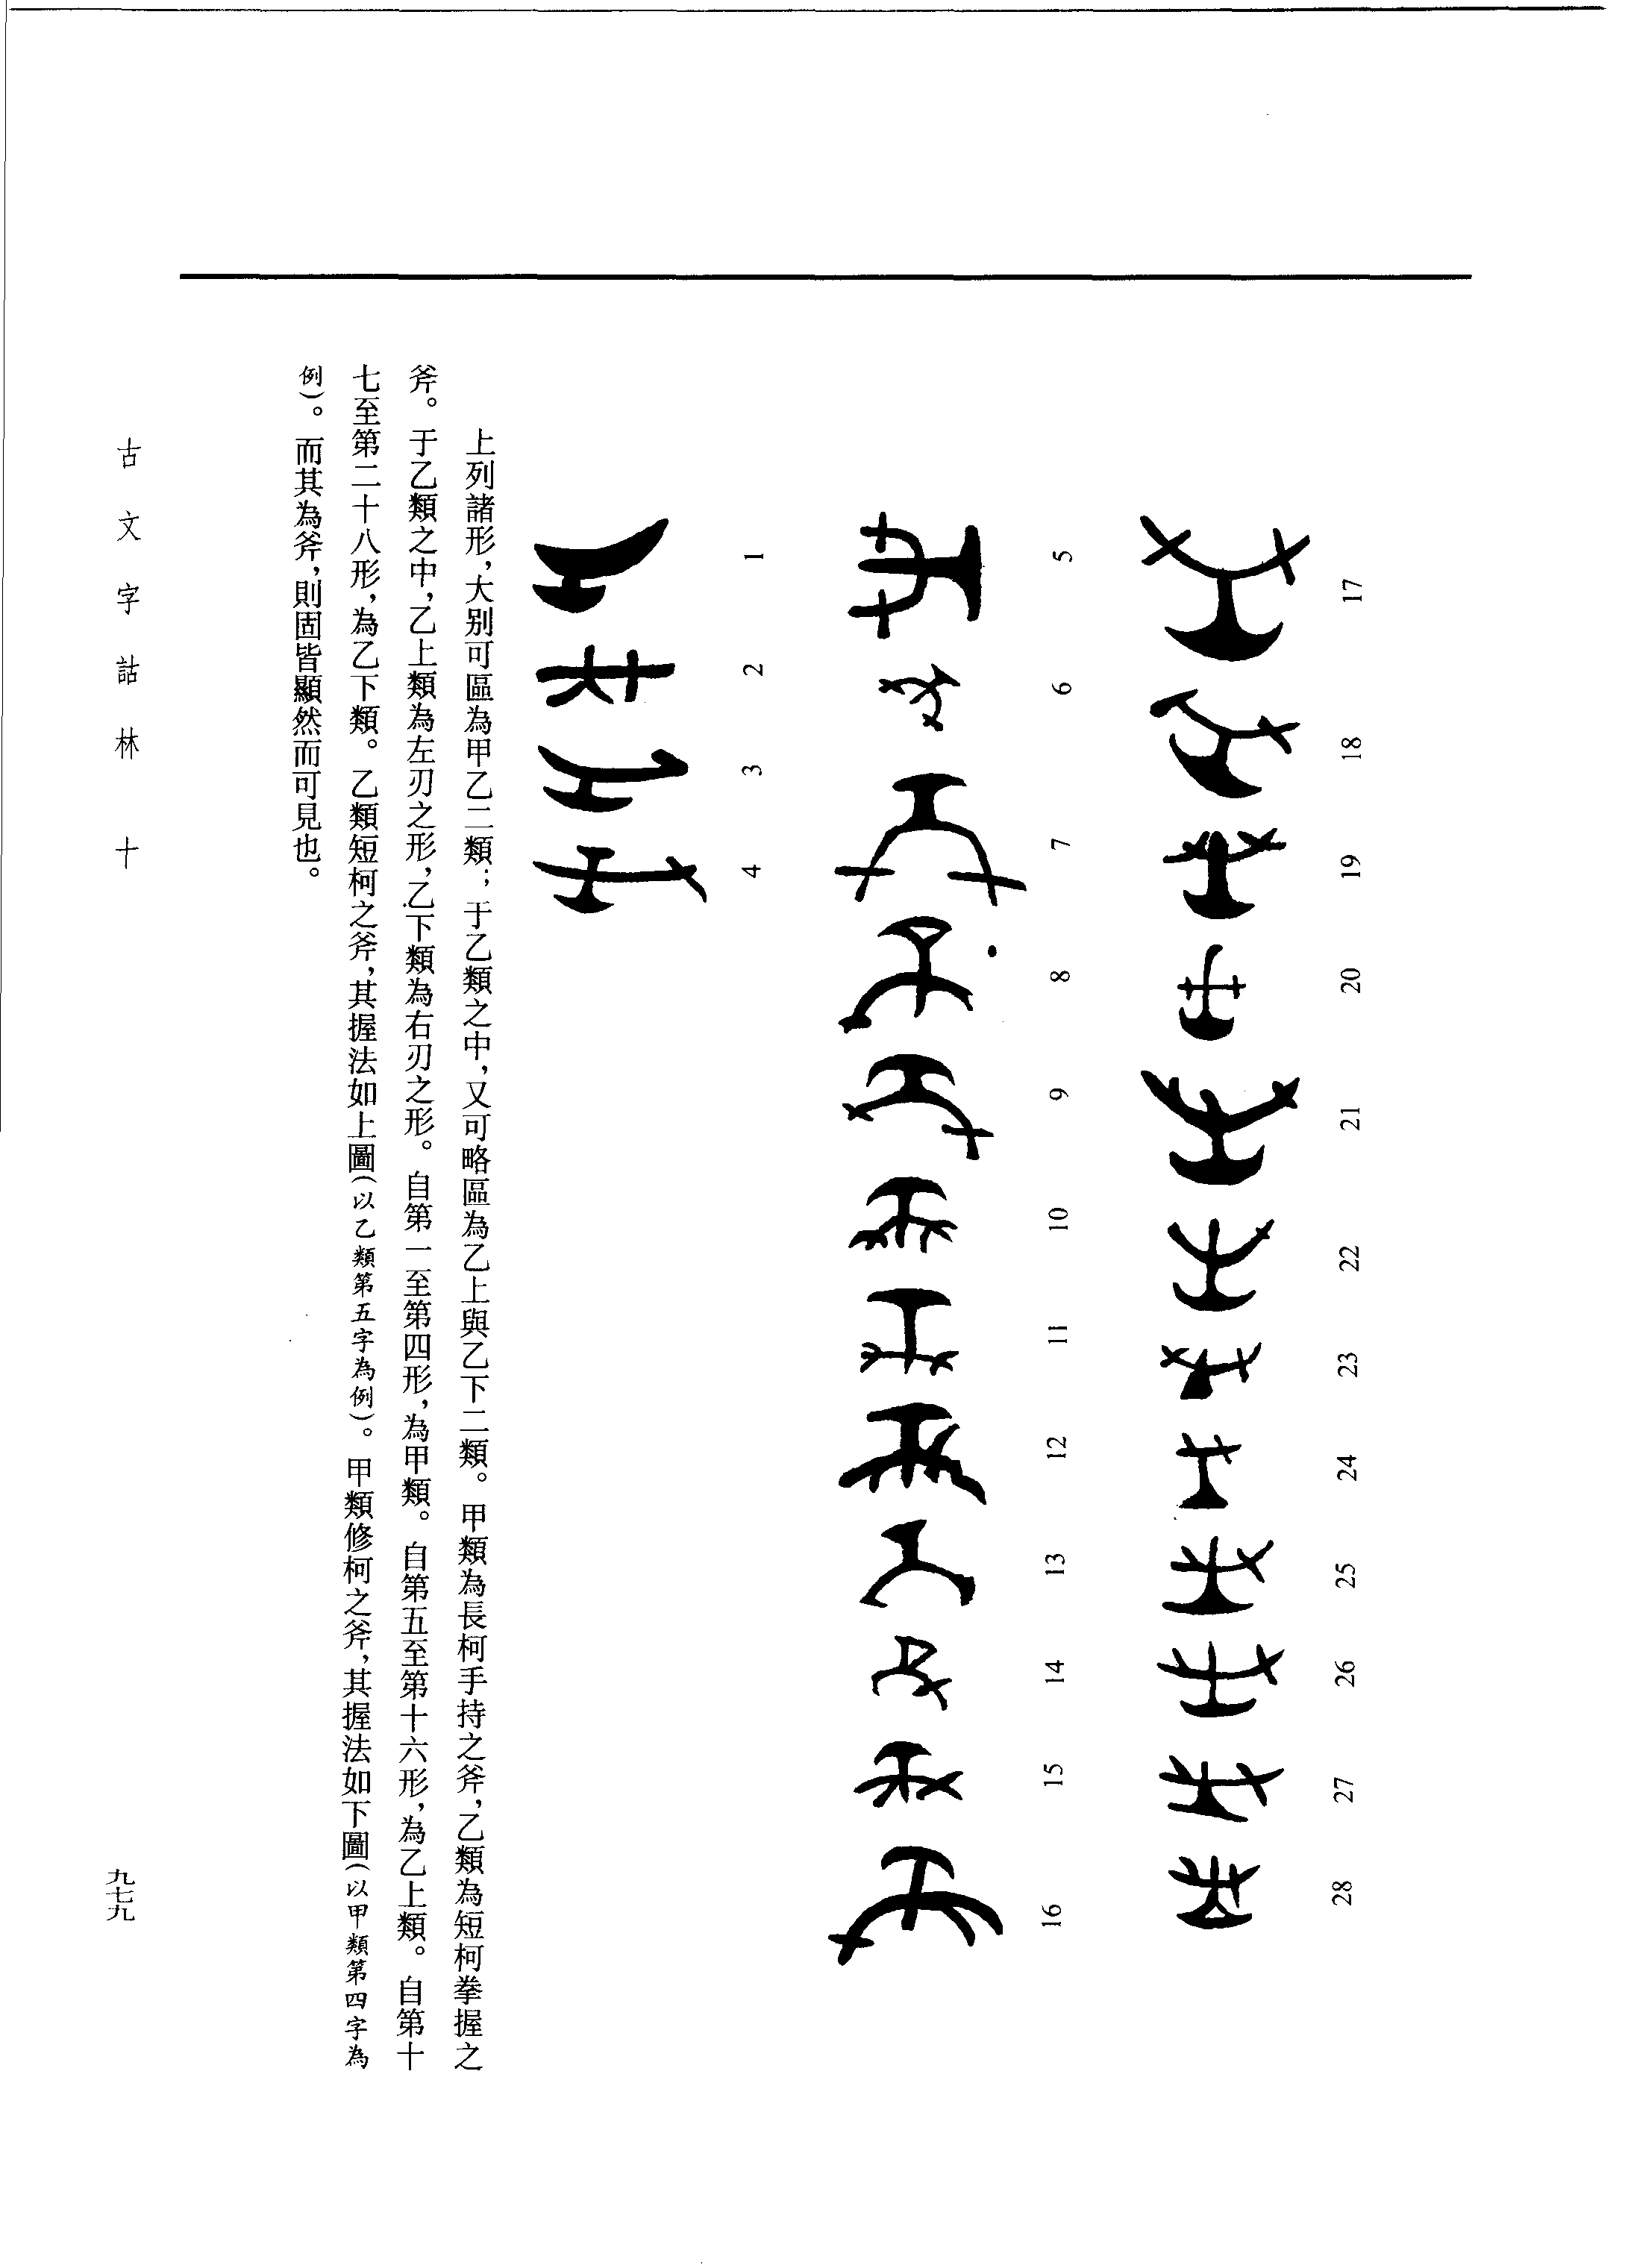 17 18 19 20 21 22 23 24 25 26 27 28
5 6 7 8 9 10 11 12 13 14 15 16
1 2 3 4
上列諸形，大別可區為甲乙二類；于乙類之中，又可略區為乙上與乙下二類。甲類為長柯手持之斧，乙類為短柯拳握之
斧。于乙類之中，乙上類為左刃之形，乙下類為右刃之形。自第一至第四形，為甲類。自第五至第十六形，為乙上類。自第十
七至第二十八形，為乙下類。乙類短柯之斧，其握法如上圖（以乙類第五字為例）。甲類修柯之斧，其握法如下圖（以甲類第四字為
例）。而其為斧，則固皆顯然而可見也。
古文字詁林 十
九七九